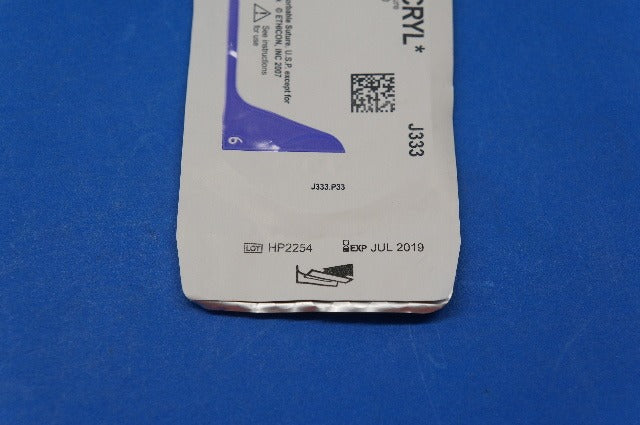 CRYL*
orbable Suture, U.S.P. except for
© ETHICON, INC 2007
See instructions
for use
6
J333
J333.P33
LOT HP2254
EXP JUL 2019